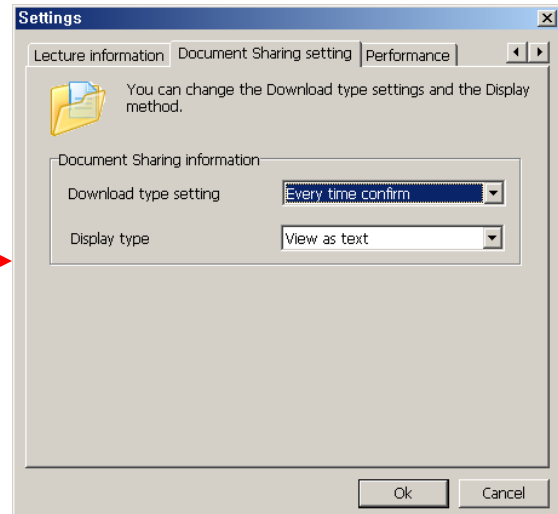 Settings
Lecture information Document Sharing setting Performance
You can change the Download type settings and the Display
method.
Document Sharing information
Download type setting Every time confirm
Display type View as text
Ok Cancel